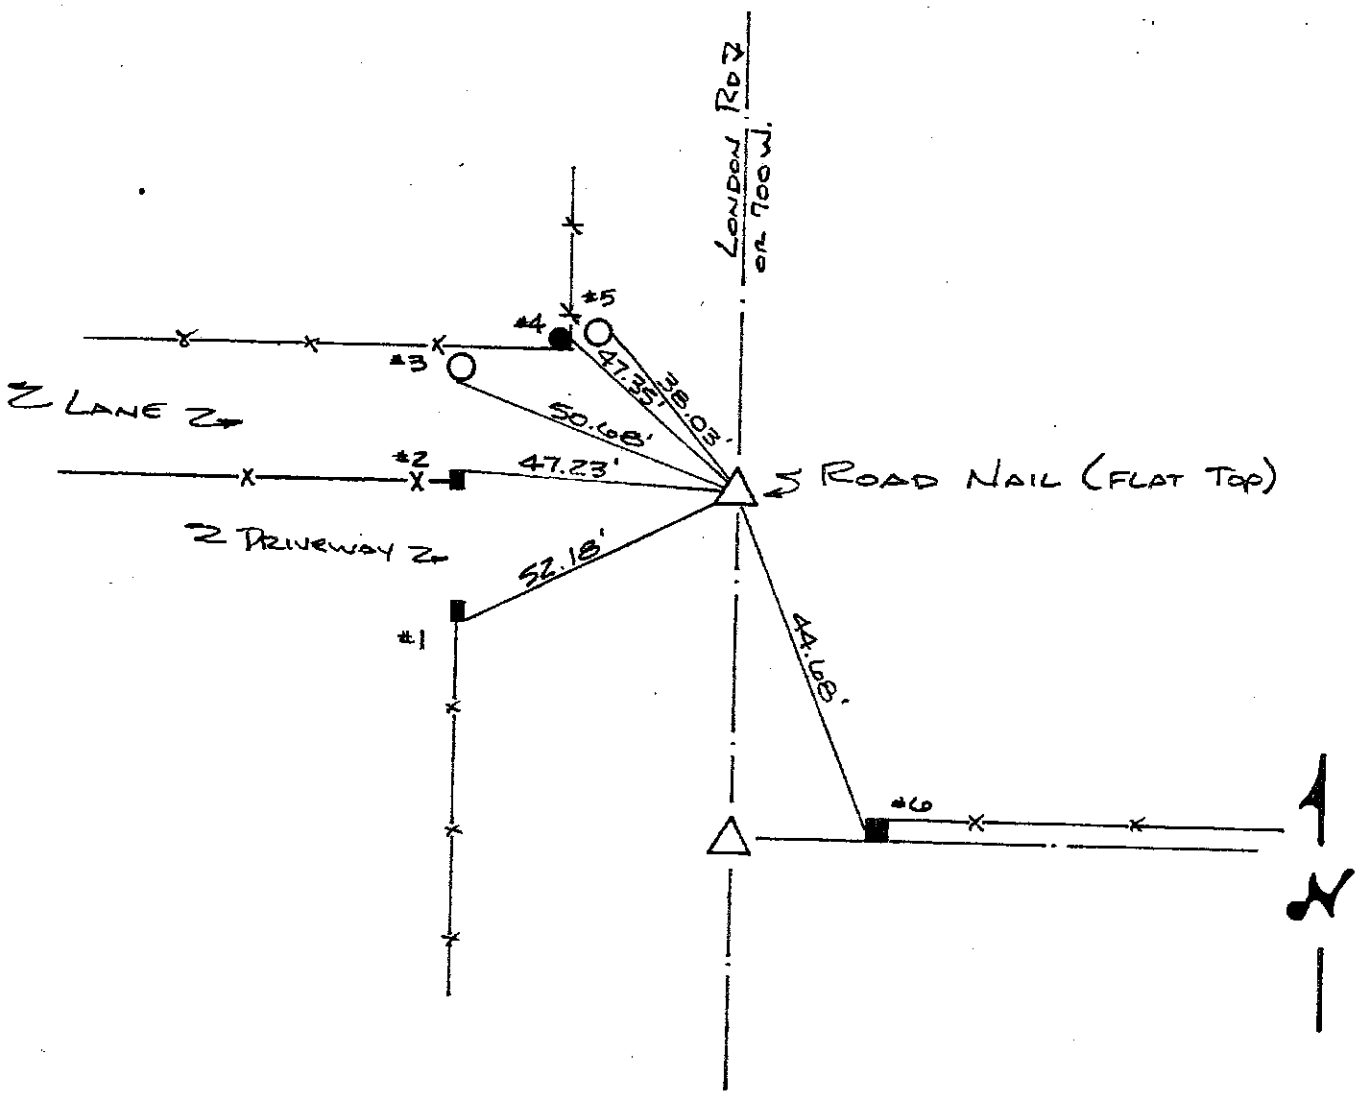 LONDON RD
OR 700 W.
#5
#4
#3
47.35'
38.03'
50.68'
LANE
#2
47.23'
ROAD NAIL (FLAT TOP)
DRIVEWAY
52.18'
#1
44.68'
#6
N